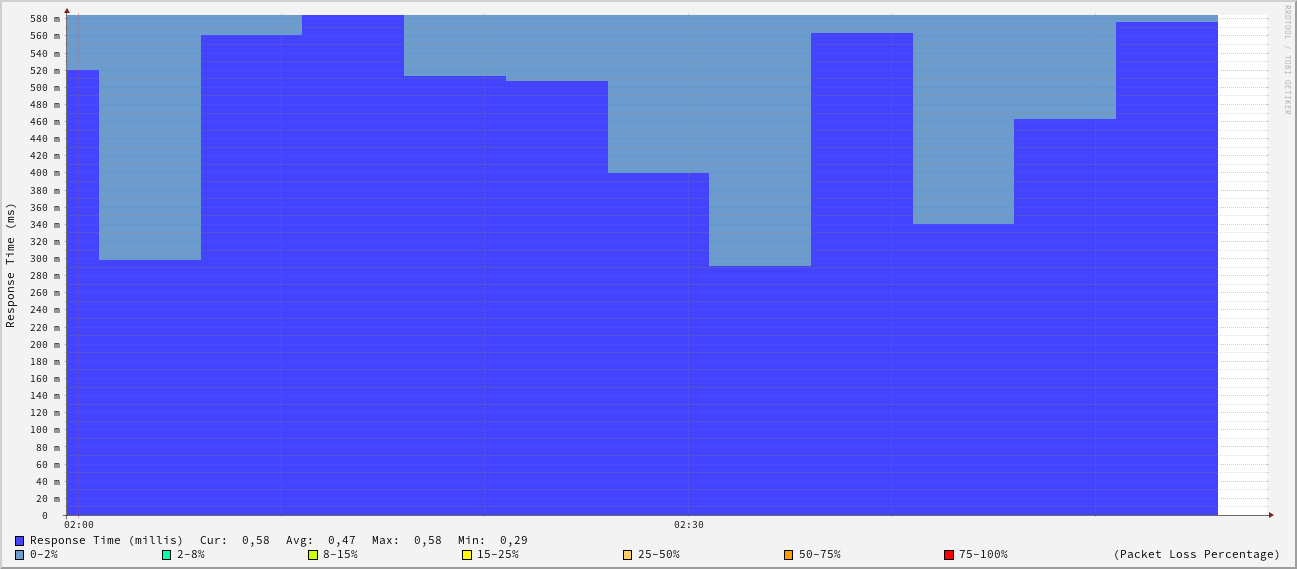 RRDTOOL / TOBI OETIKER
Response Time (ms)
580 m
560 m
540 m
520 m
500 m
480 m
460 m
440 m
420 m
400 m
380 m
360 m
340 m
320 m
300 m
280 m
260 m
240 m
220 m
200 m
180 m
160 m
140 m
120 m
100 m
80 m
60 m
40 m
20 m
0
02:00 02:30
Response Time (millis) Cur: 0,58 Avg: 0,47 Max: 0,58 Min: 0,29
0-2% 2-8% 8-15% 15-25% 25-50% 50-75% 75-100% (Packet Loss Percentage)